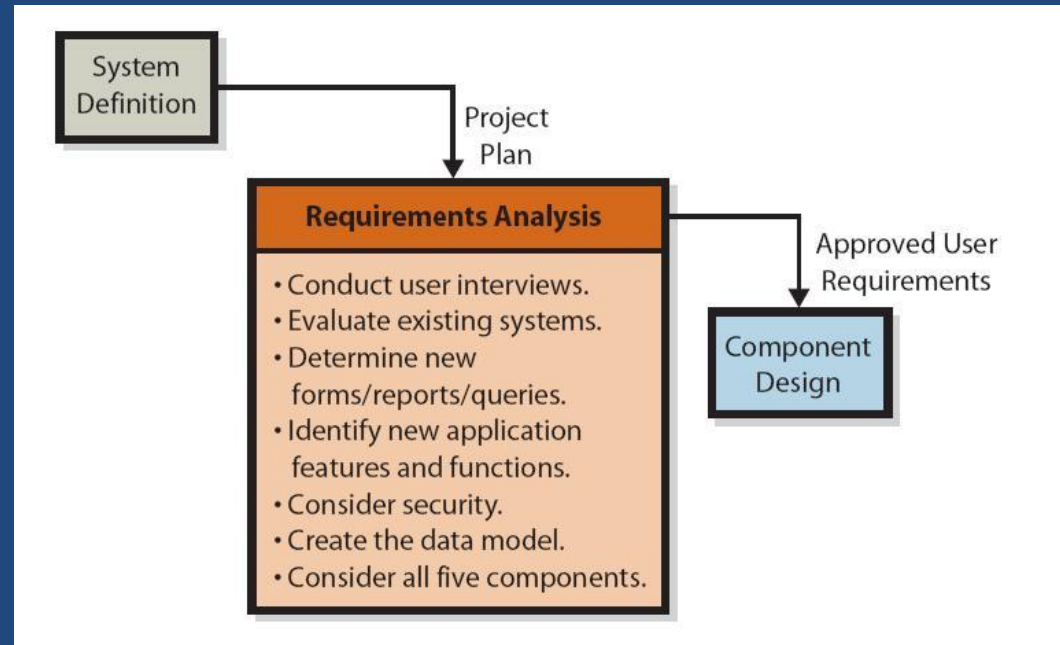 System
Definition
Project
Plan
Requirements Analysis
• Conduct user interviews.
• Evaluate existing systems.
• Determine new
forms/reports/queries.
• Identify new application
features and functions.
• Consider security.
• Create the data model.
• Consider all five components.
Approved User
Requirements
Component
Design